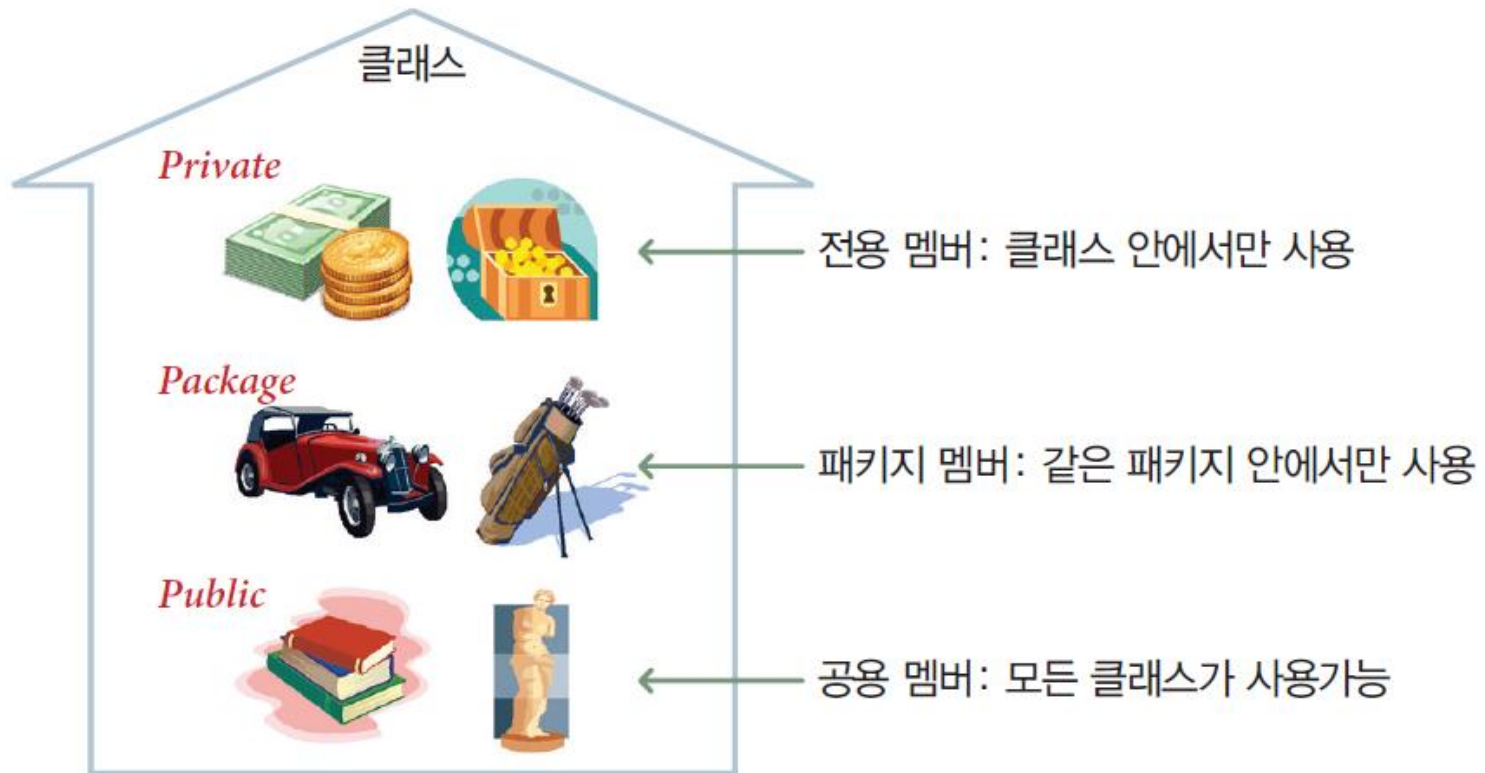 클래스
Private
전용 멤버: 클래스 안에서만 사용
Package
패키지 멤버: 같은 패키지 안에서만 사용
Public
공용 멤버: 모든 클래스가 사용가능